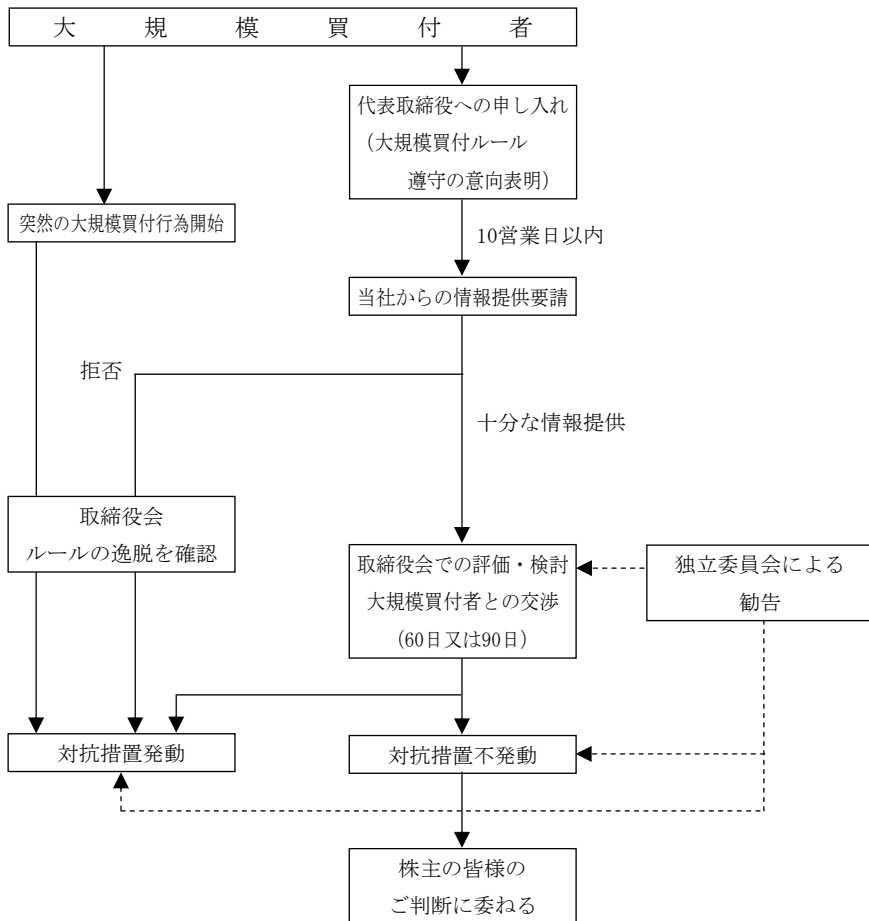 大規模買付者
代表取締役への申し入れ
（大規模買付ルール
遵守の意向表明）
突然の大規模買付行為開始
10営業日以内
当社からの情報提供要請
拒否
十分な情報提供
取締役会
ルールの逸脱を確認
取締役会での評価・検討
大規模買付者との交渉
（60日又は90日）
独立委員会による
勧告
対抗措置発動
対抗措置不発動
株主の皆様の
ご判断に委ねる